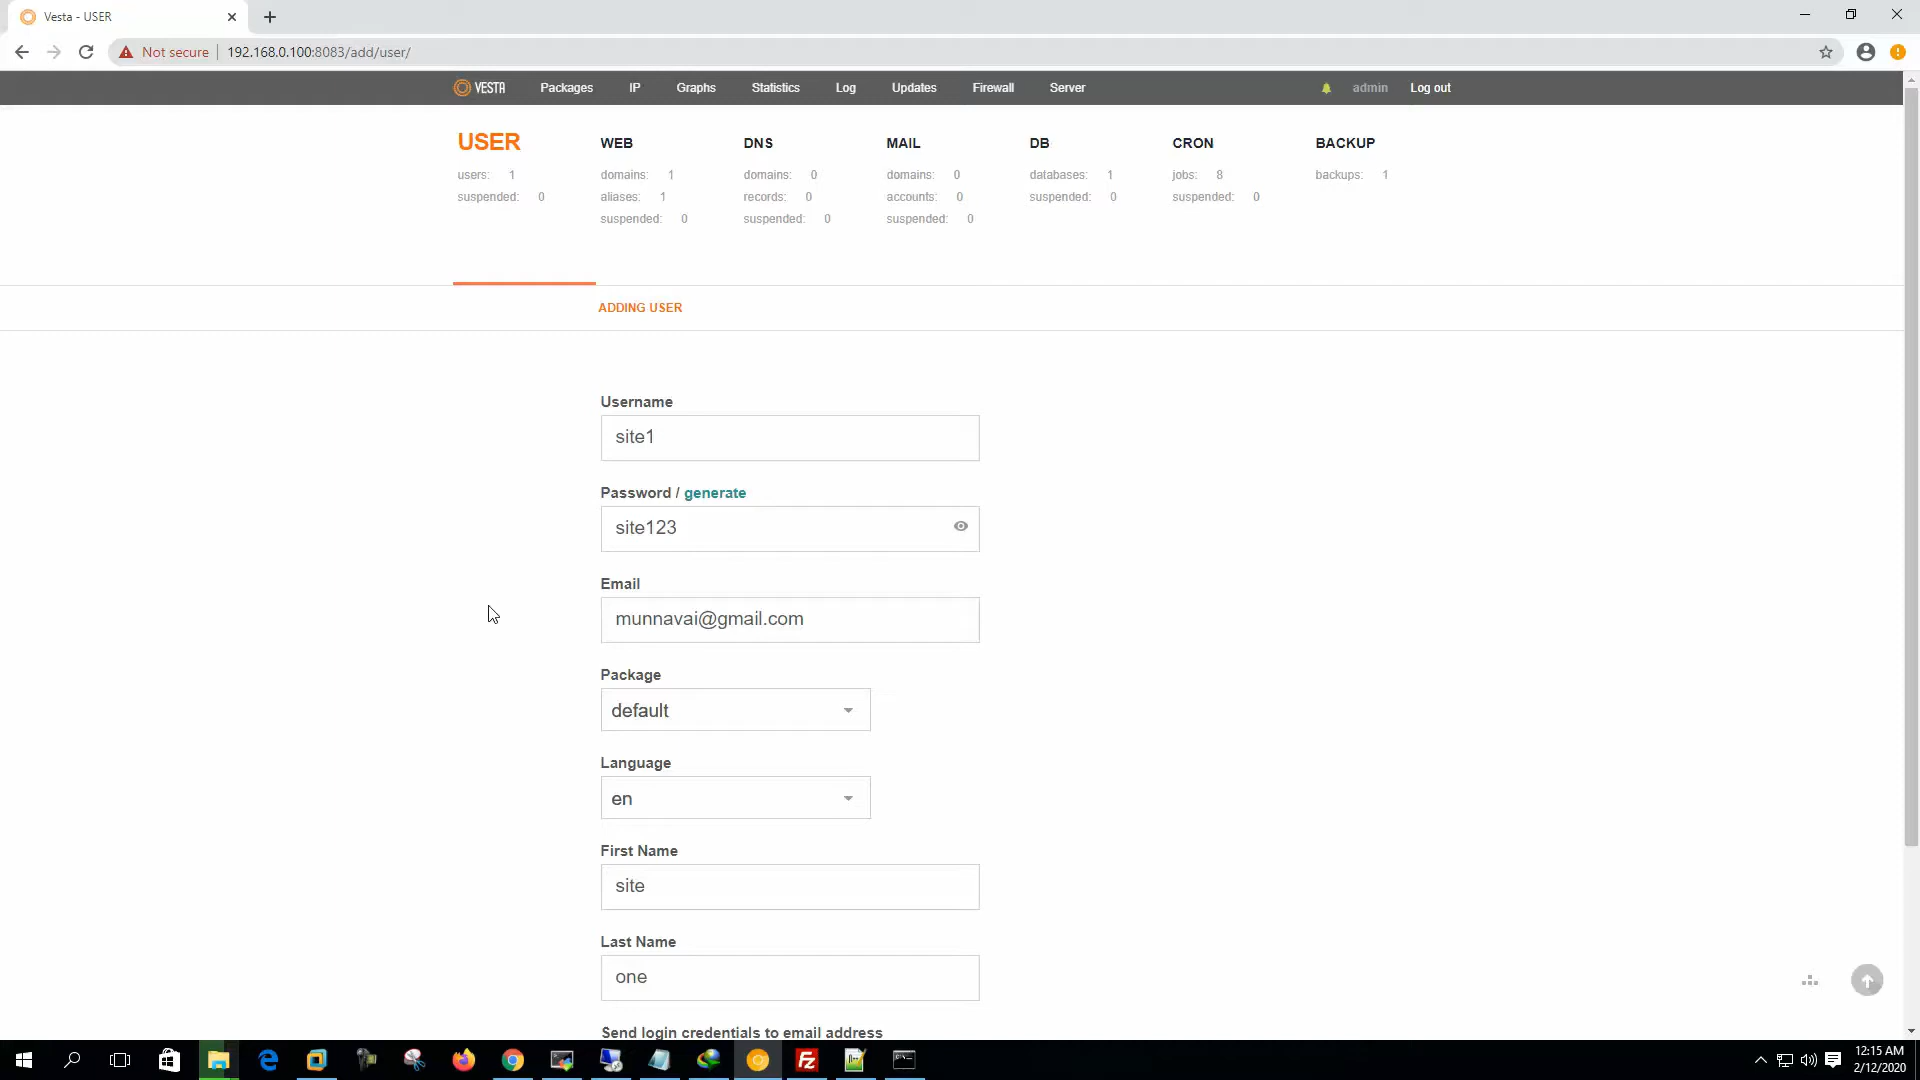 Vesta - USER
Not secure
192.168.0.100:8083/add/user/
VESTA Packages IP Graphs Statistics Log Updates Firewall Server admin Log out
USER WEB DNS MAIL DB CRON BACKUP
users: 1 domains: 1 domains: 0 domains: 0 databases: 1 jobs: 8 backups: 1
suspended: 0 aliases: 1 records: 0 accounts: 0 suspended: 0 suspended: 0
suspended: 0 suspended: 0 suspended: 0
ADDING USER
Username
site1
Password / generate
site123
Email
munnavai@gmail.com
Package
default
Language
en
First Name
site
Last Name
one
Send login credentials to email address
12:15 AM
2/12/2020